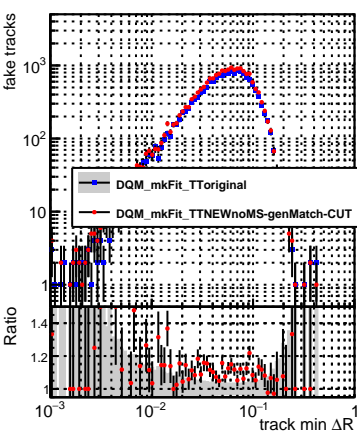 fake tracks
10³
10²
10
1
DQM_mkFit_TToriginal
DQM_mkFit_TTNEWnoMS-genMatch-CUT
Ratio
1.4
1.2
1
10⁻³ 10⁻² 10⁻¹ 1
track min ΔR